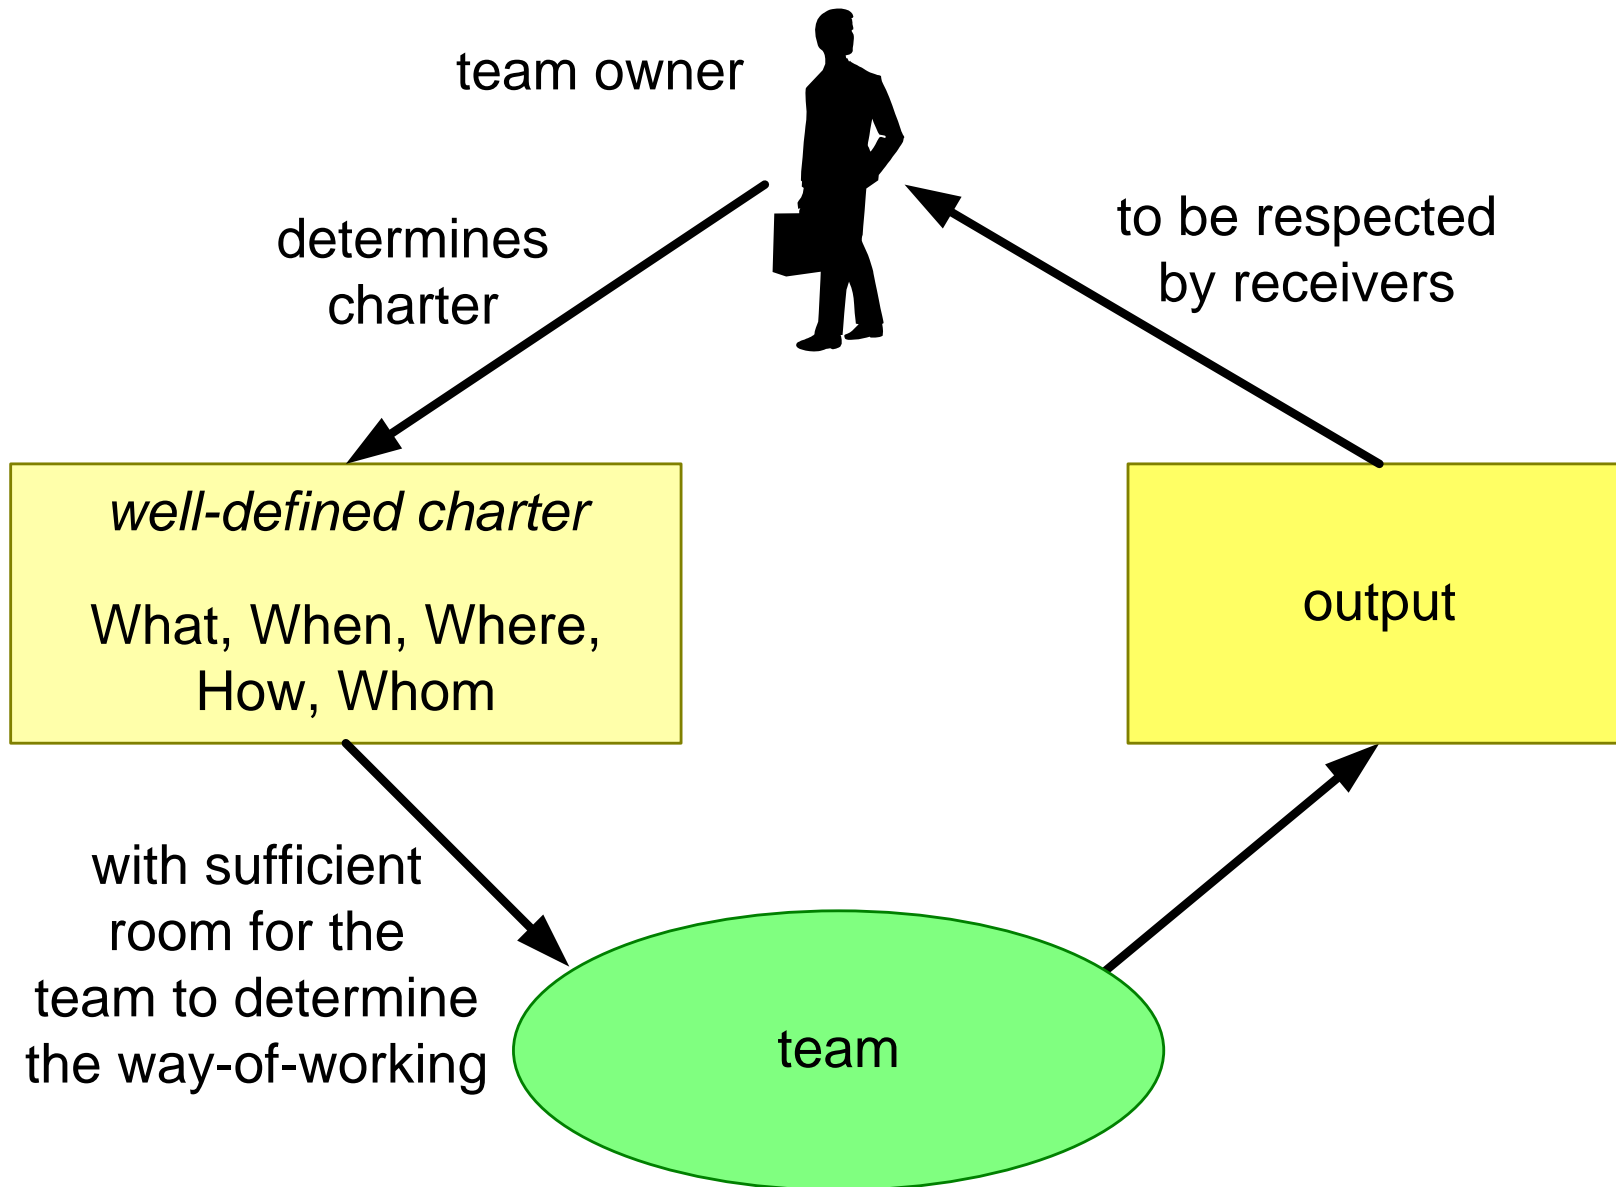 team owner
determines
charter
to be respected
by receivers
well-defined charter
What, When, Where,
How, Whom
output
with sufficient
room for the
team to determine
the way-of-working
team